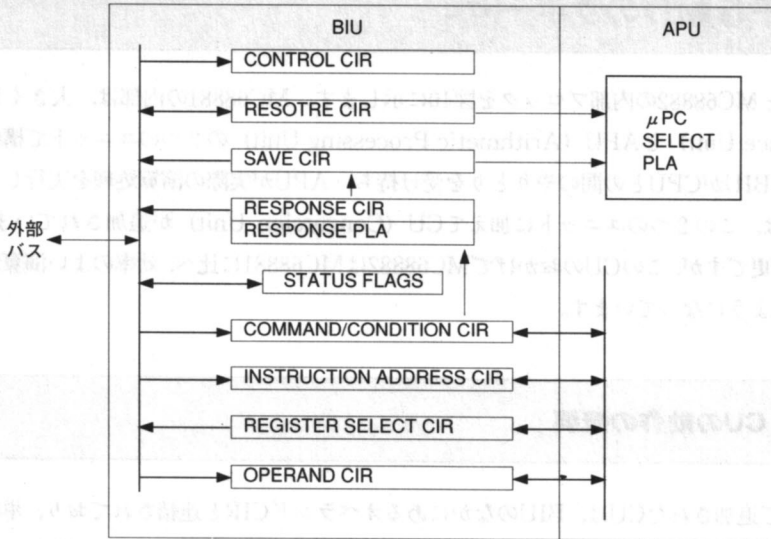 BIU
APU
CONTROL CIR
RESOTRE CIR
SAVE CIR
RESPONSE CIR
RESPONSE PLA
STATUS FLAGS
COMMAND/CONDITION CIR
INSTRUCTION ADDRESS CIR
REGISTER SELECT CIR
OPERAND CIR
μPC
SELECT
PLA
外部
バス